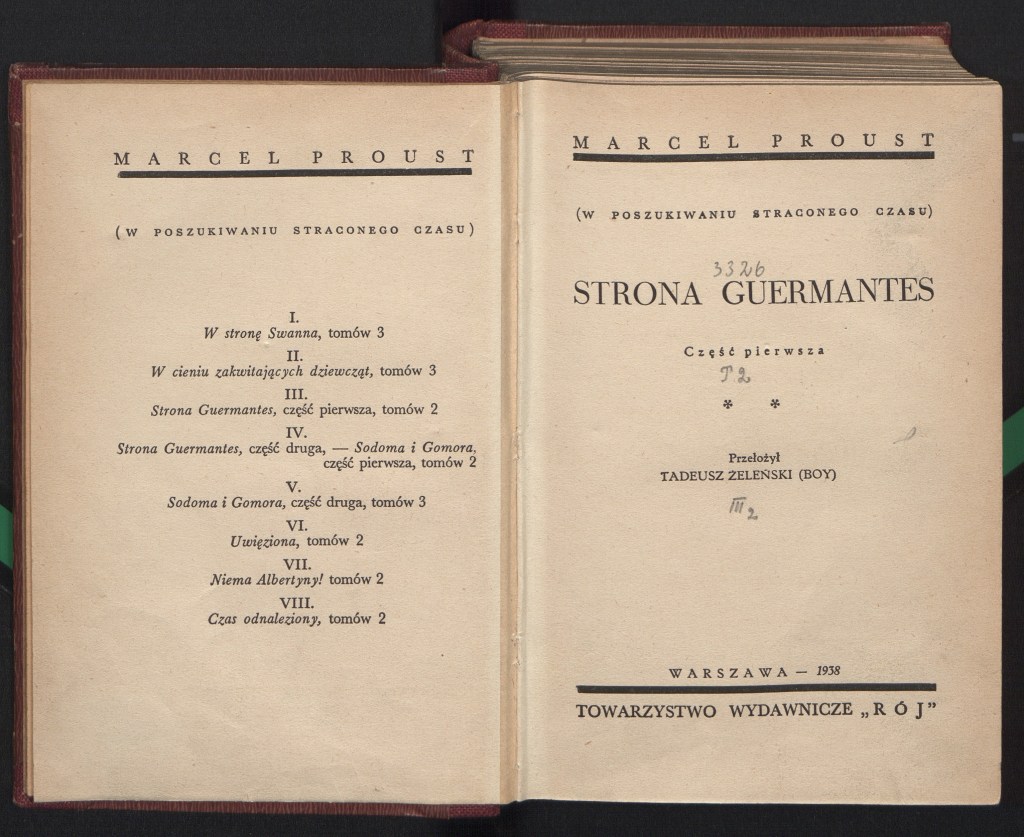 MARCEL PROUST
(W POSZUKIWANIU STRACONEGO CZASU)
I.
W stronę Swanna, tomów 3
II.
W cieniu zakwitających dziewcząt, tomów 3
III.
Strona Guermantes, część pierwsza, tomów 2
IV.
Strona Guermantes, część druga, — Sodoma i Gomora,
część pierwsza, tomów 2
V.
Sodoma i Gomora, część druga, tomów 3
VI.
Uwięziona, tomów 2
VII.
Niema Albertyny! tomów 2
VIII.
Czas odnaleziony, tomów 2
MARCEL PROUST
(W POSZUKIWANIU STRACONEGO CZASU)
3326
STRONA GUERMANTES
Część pierwsza
T. 2
* *
Przełożył
TADEUSZ ŻELEŃSKI (BOY)
III 2
WARSZAWA — 1938
TOWARZYSTWO WYDAWNICZE „RÓJ”